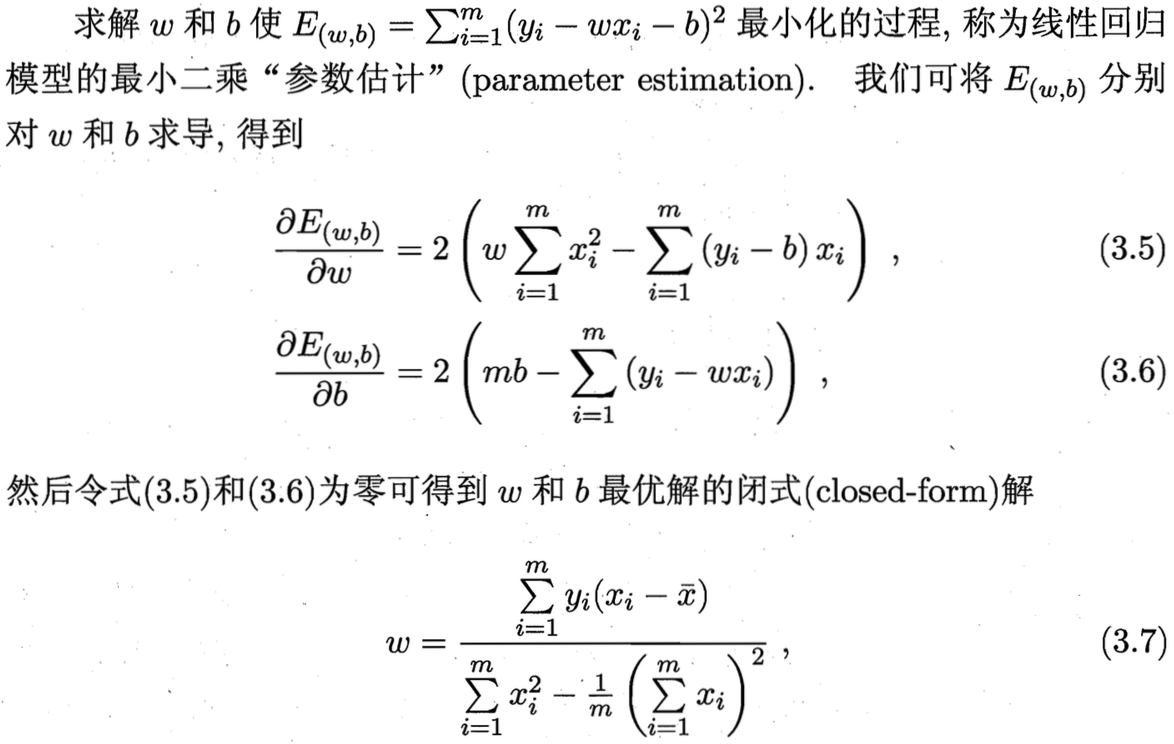 求解 w 和 b 使 E_{(w,b)} = \sum_{i=1}^{m}(y_i − wx_i − b)^2 最小化的过程, 称为线性回归
模型的最小二乘“参数估计” (parameter estimation). 我们可将 E_{(w,b)} 分别
对 w 和 b 求导, 得到
\frac{\partial E_{(w,b)}}{\partial w} = 2 \left( w \sum_{i=1}^{m} x_i^2 − \sum_{i=1}^{m} (y_i − b) x_i \right) , (3.5)
\frac{\partial E_{(w,b)}}{\partial b} = 2 \left( mb − \sum_{i=1}^{m} (y_i − wx_i) \right) , (3.6)
然后令式(3.5)和(3.6)为零可得到 w 和 b 最优解的闭式(closed-form)解
w = \frac{\sum_{i=1}^{m} y_i(x_i − \bar{x})}{\sum_{i=1}^{m} x_i^2 − \frac{1}{m} \left( \sum_{i=1}^{m} x_i \right)^2} , (3.7)